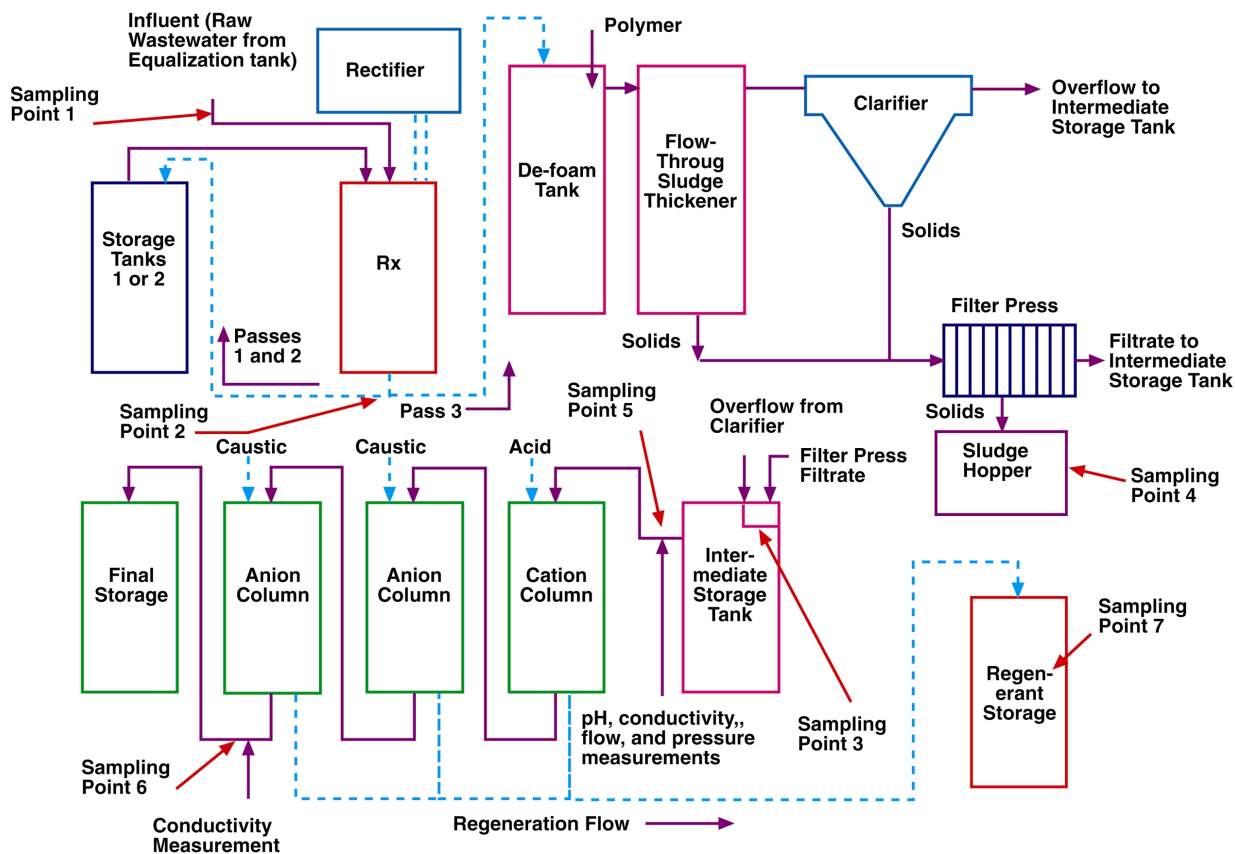 Influent (Raw
Wastewater from
Equalization tank)
Rectifier
Polymer
Sampling
Point 1
Clarifier
Overflow to
Intermediate
Storage Tank
De-foam
Tank
Flow-
Throug
Sludge
Thickener
Storage
Tanks
1 or 2
Rx
Solids
Passes
1 and 2
Solids
Filter Press
Filtrate to
Intermediate
Storage Tank
Sampling
Point 2
Pass 3
Sampling
Point 5
Overflow from
Clarifier
Solids
Sludge
Hopper
Sampling
Point 4
Caustic
Caustic
Acid
Filter Press
Filtrate
Final
Storage
Anion
Column
Anion
Column
Cation
Column
Inter-
mediate
Storage
Tank
Sampling
Point 7
Regen-
erant
Storage
pH, conductivity,,
flow, and pressure
measurements
Sampling
Point 3
Sampling
Point 6
Conductivity
Measurement
Regeneration Flow